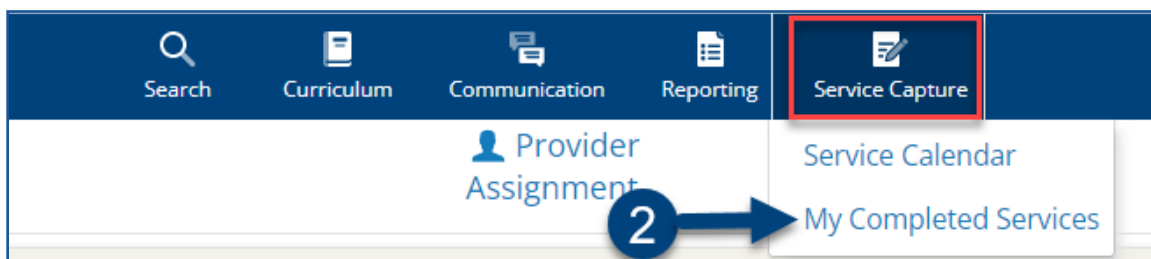 Search
Curriculum
Communication
Reporting
Service Capture
Provider
Assignment
Service Calendar
2
My Completed Services